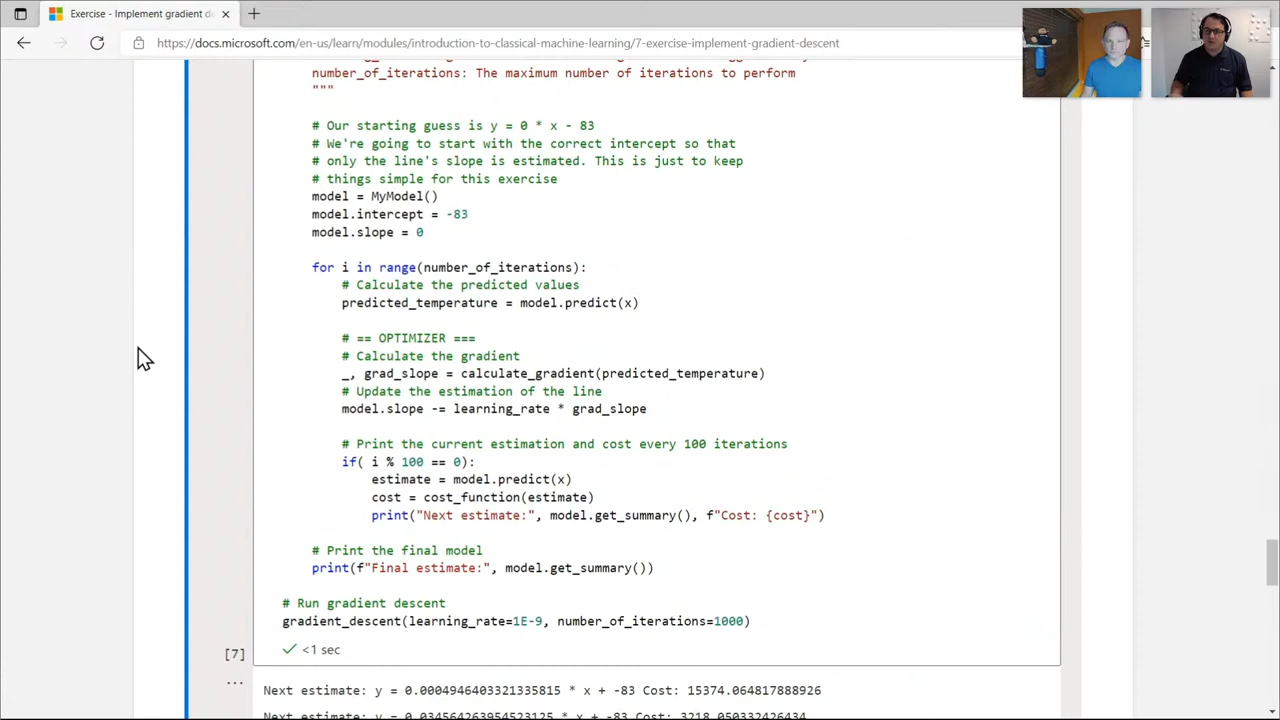 Exercise - Implement gradient de
https://docs.microsoft.com/en-us/learn/modules/introduction-to-classical-machine-learning/7-exercise-implement-gradient-descent
number_of_iterations: The maximum number of iterations to perform
"""
# Our starting guess is y = 0 * x - 83
# We're going to start with the correct intercept so that
# only the line's slope is estimated. This is just to keep
# things simple for this exercise
model = MyModel()
model.intercept = -83
model.slope = 0
for i in range(number_of_iterations):
# Calculate the predicted values
predicted_temperature = model.predict(x)
# == OPTIMIZER ===
# Calculate the gradient
_, grad_slope = calculate_gradient(predicted_temperature)
# Update the estimation of the line
model.slope -= learning_rate * grad_slope
# Print the current estimation and cost every 100 iterations
if( i % 100 == 0):
estimate = model.predict(x)
cost = cost_function(estimate)
print("Next estimate:", model.get_summary(), f"Cost: {cost}")
# Print the final model
print(f"Final estimate:", model.get_summary())
# Run gradient descent
gradient_descent(learning_rate=1E-9, number_of_iterations=1000)
[7]
<1 sec
...
Next estimate: y = 0.0004946403321335815 * x + -83 Cost: 15374.064817888926
Next estimate: y = 0.034564263954523125 * x + -83 Cost: 3218.050332426434